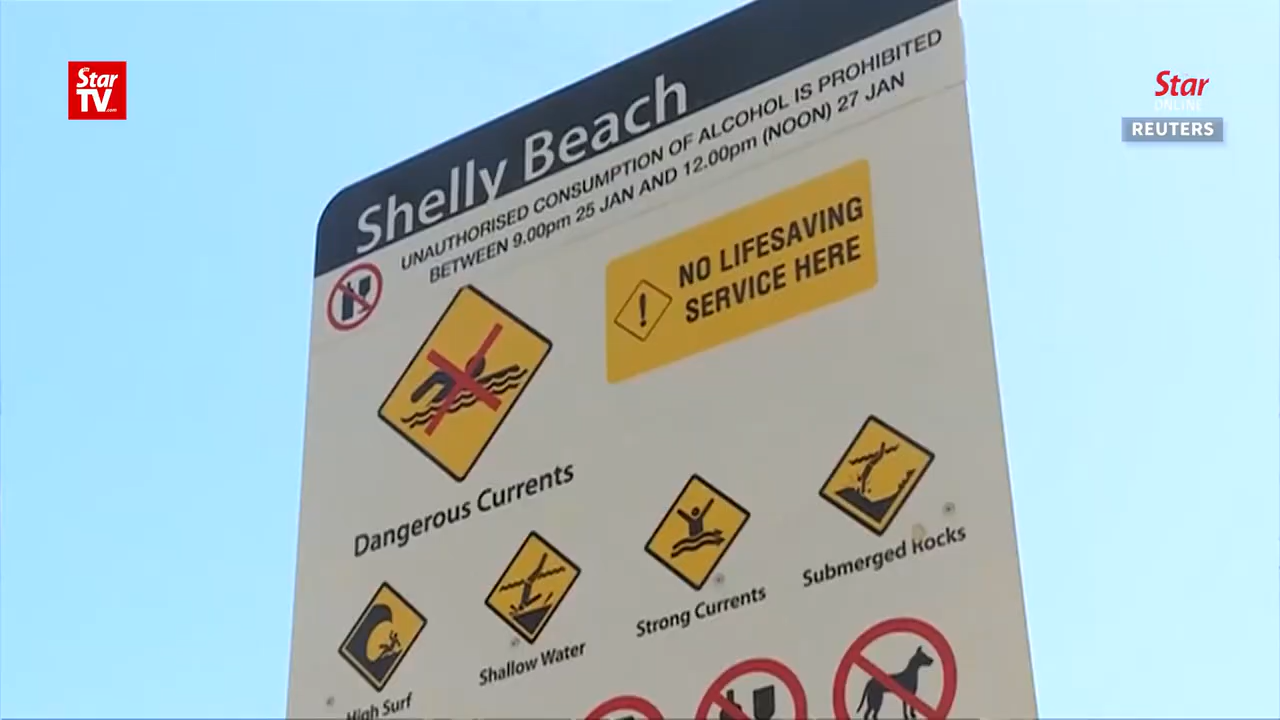 Star
TV.com
Star
ONLINE
REUTERS
Shelly Beach
UNAUTHORISED CONSUMPTION OF ALCOHOL IS PROHIBITED
BETWEEN 9.00pm 25 JAN AND 12.00pm (NOON) 27 JAN
NO LIFESAVING
SERVICE HERE
Dangerous Currents
Submerged Rocks
Strong Currents
Shallow Water
High Surf